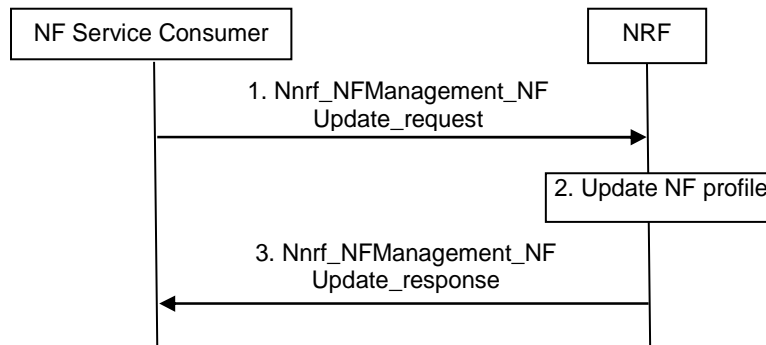 NF Service Consumer
NRF
1. Nnrf_NFManagement_NF
Update_request
2. Update NF profile
3. Nnrf_NFManagement_NF
Update_response